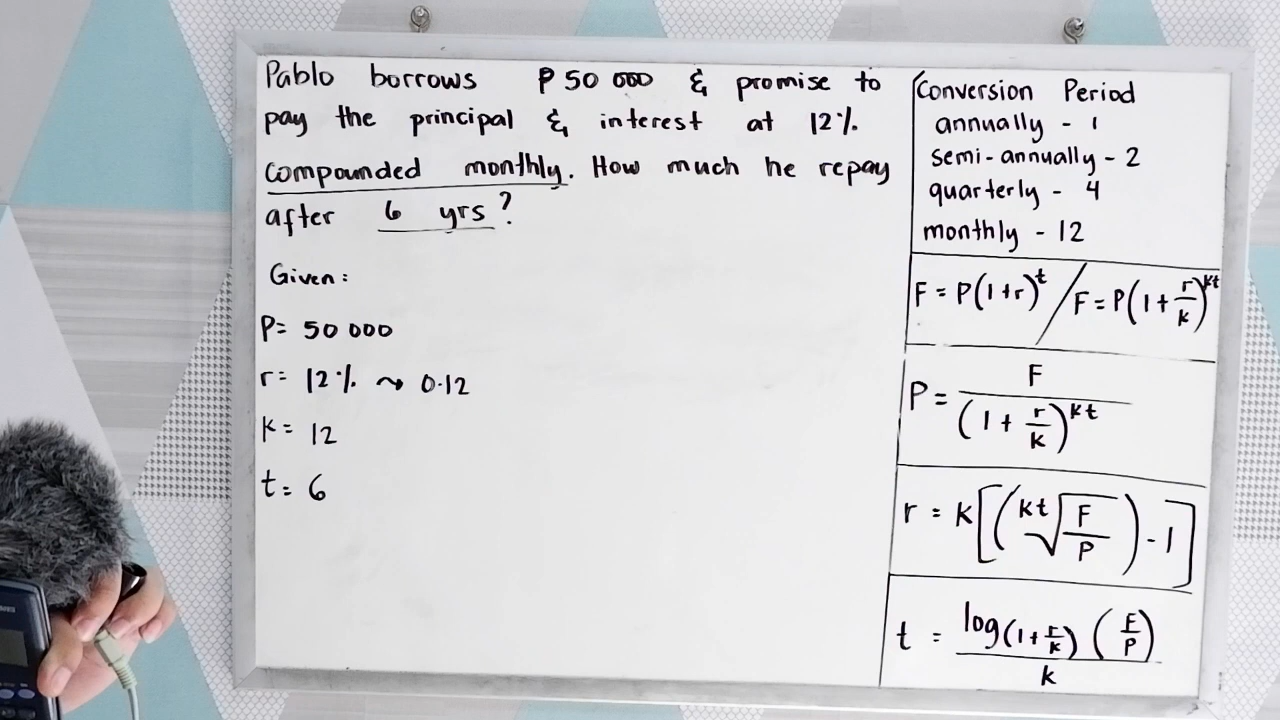 Pablo borrows ₱ 50 000 & promise to
pay the principal & interest at 12%
compounded monthly. How much he repay
after 6 yrs?
Given:
P= 50 000
r= 12% ⤳ 0.12
k= 12
t= 6
Conversion Period
annually - 1
semi-annually - 2
quarterly - 4
monthly - 12
F = P(1+r)^t / F = P(1+r/k)^kt
P = F / (1 + r/k)^kt
r = k[(kt√F/P) - 1]
t = log(1+r/k) (F/P) / k